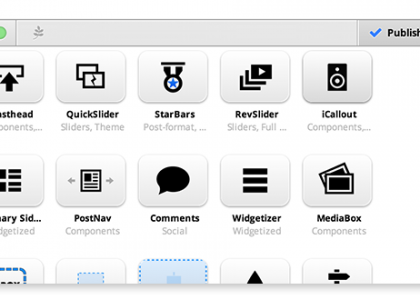 Publish
asthead QuickSlider StarBars RevSlider iCallout
ponents,... Sliders, Theme Post-format, ... Sliders, Full ... Components,...
ary Sid... PostNav Comments Widgetizer MediaBox
dgetized Components Social Widgetized Components